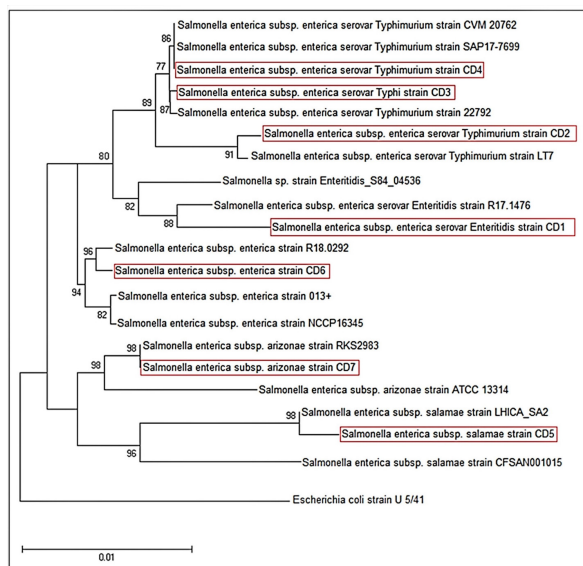 Salmonella enterica subsp. enterica serovar Typhimurium strain CVM 20762
86
Salmonella enterica subsp. enterica serovar Typhimurium strain SAP17-7699
77
Salmonella enterica subsp. enterica serovar Typhimurium strain CD4
Salmonella enterica subsp. enterica serovar Typhi strain CD3
89
87
Salmonella enterica subsp. enterica serovar Typhimurium strain 22792
Salmonella enterica subsp. enterica serovar Typhimurium strain CD2
80
91
Salmonella enterica subsp. enterica serovar Typhimurium strain LT7
Salmonella sp. strain Enteritidis_S84_04536
82
Salmonella enterica subsp. enterica serovar Enteritidis strain R17.1476
88
Salmonella enterica subsp. enterica serovar Enteritidis strain CD1
96
Salmonella enterica subsp. enterica strain R18.0292
Salmonella enterica subsp. enterica strain CD6
94
Salmonella enterica subsp. enterica strain 013+
82
Salmonella enterica subsp. enterica strain NCCP16345
98
Salmonella enterica subsp. arizonae strain RKS2983
98
Salmonella enterica subsp. arizonae strain CD7
Salmonella enterica subsp. arizonae strain ATCC 13314
98
Salmonella enterica subsp. salamae strain LHICA_SA2
Salmonella enterica subsp. salamae strain CD5
96
Salmonella enterica subsp. salamae strain CFSAN001015
Escherichia coli strain U 5/41
0.01